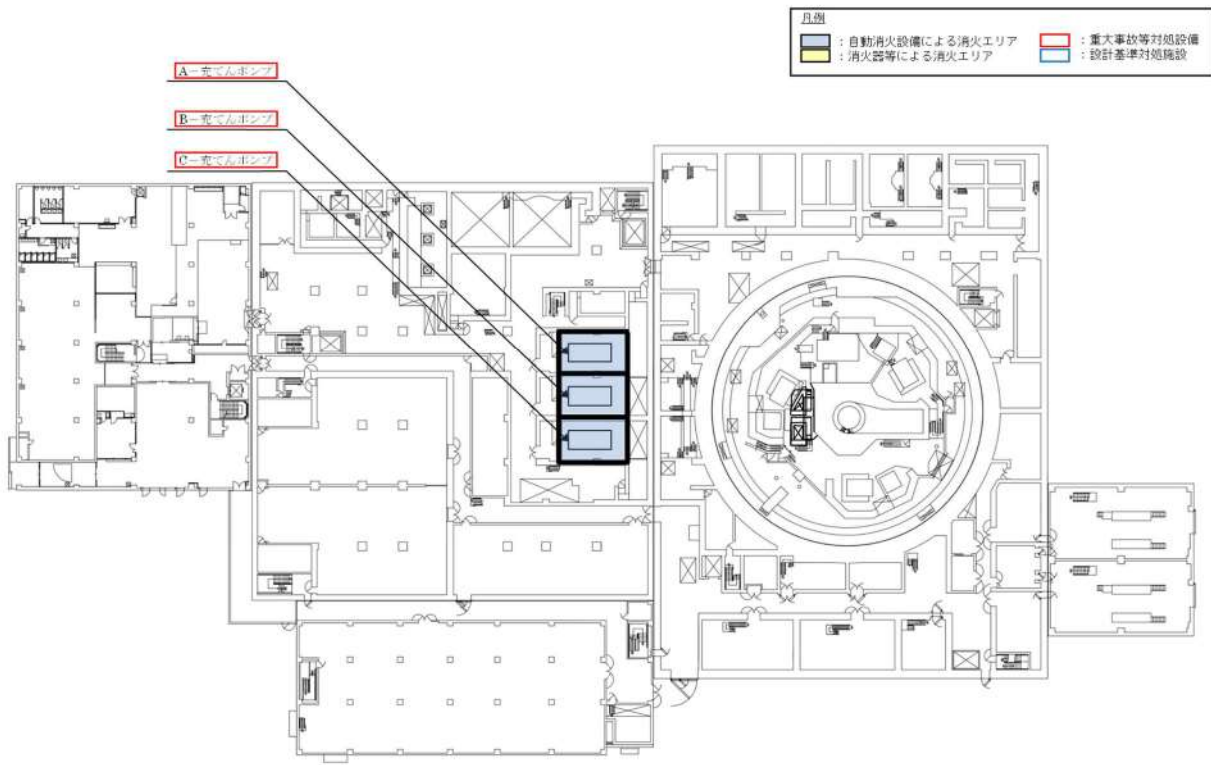 凡例
：自動消火設備による消火エリア
：重大事故等対処設備
：消火器等による消火エリア
：設計基準対処施設
A－充てんポンプ
B－充てんポンプ
C－充てんポンプ